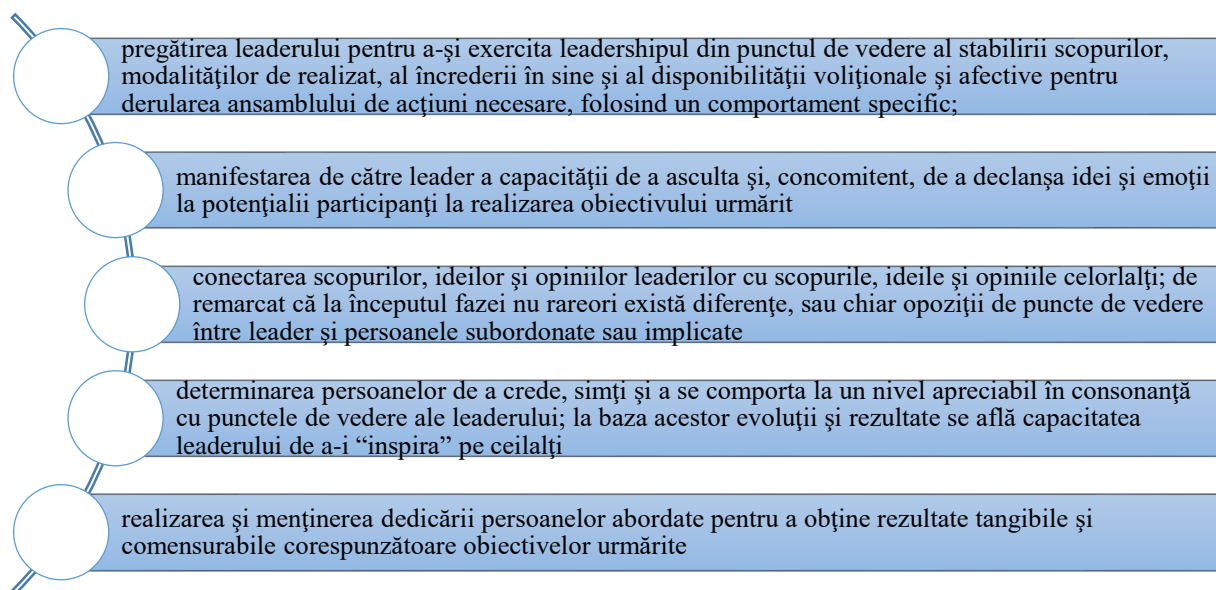 pregătirea leaderului pentru a-şi exercita leadershipul din punctul de vedere al stabilirii scopurilor,
modalităţilor de realizat, al încrederii în sine şi al disponibilităţii voliţionale şi afective pentru
derularea ansamblului de acţiuni necesare, folosind un comportament specific;
manifestarea de către leader a capacităţii de a asculta şi, concomitent, de a declanşa idei şi emoţii
la potenţialii participanţi la realizarea obiectivului urmărit
conectarea scopurilor, ideilor şi opiniilor leaderilor cu scopurile, ideile şi opiniile celorlalţi; de
remarcat că la începutul fazei nu rareori există diferenţe, sau chiar opoziţii de puncte de vedere
între leader şi persoanele subordonate sau implicate
determinarea persoanelor de a crede, simţi şi a se comporta la un nivel apreciabil în consonanţă
cu punctele de vedere ale leaderului; la baza acestor evoluţii şi rezultate se află capacitatea
leaderului de a-i “inspira” pe ceilalţi
realizarea şi menţinerea dedicării persoanelor abordate pentru a obţine rezultate tangibile şi
comensurabile corespunzătoare obiectivelor urmărite